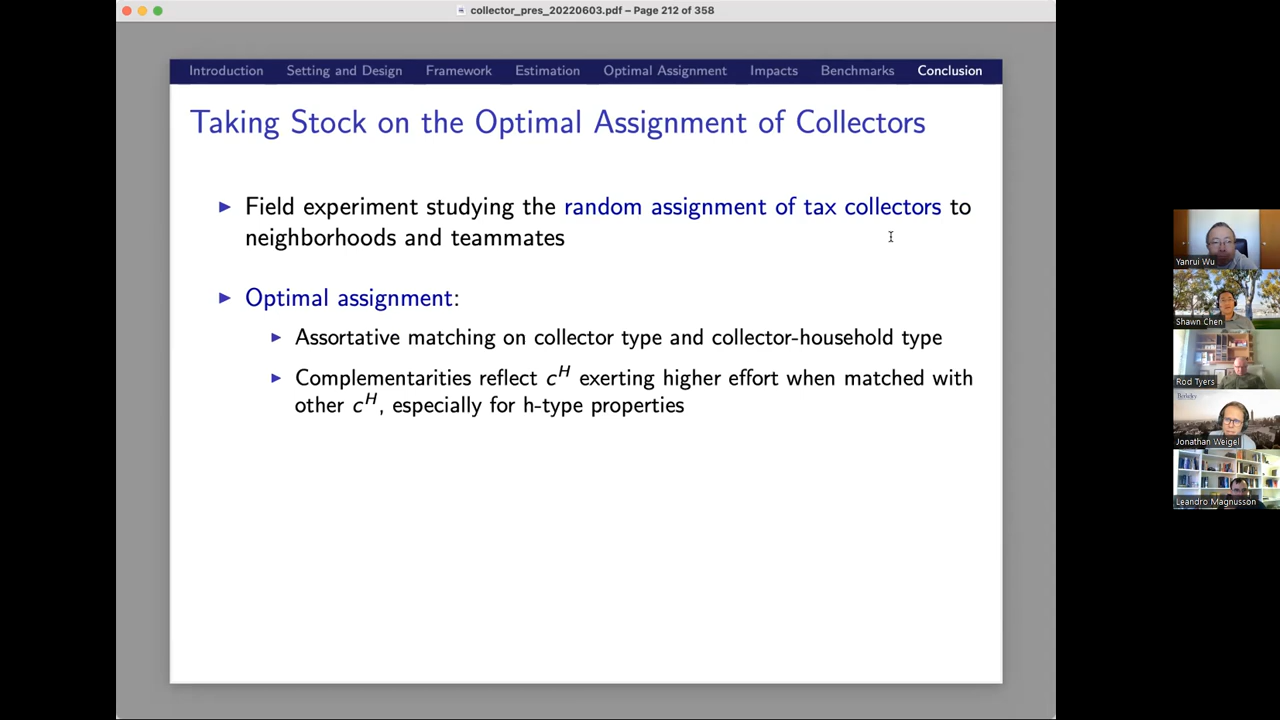 collector_pres_20220603.pdf – Page 212 of 358
Introduction Setting and Design Framework Estimation Optimal Assignment Impacts Benchmarks Conclusion
Taking Stock on the Optimal Assignment of Collectors
▶ Field experiment studying the random assignment of tax collectors to
neighborhoods and teammates
▶ Optimal assignment:
▶ Assortative matching on collector type and collector-household type
▶ Complementarities reflect c^H exerting higher effort when matched with
other c^H, especially for h-type properties
Yanrui Wu
Shawn Chen
Rod Tyers
Berkeley
Jonathan Weigel
Leandro Magnusson